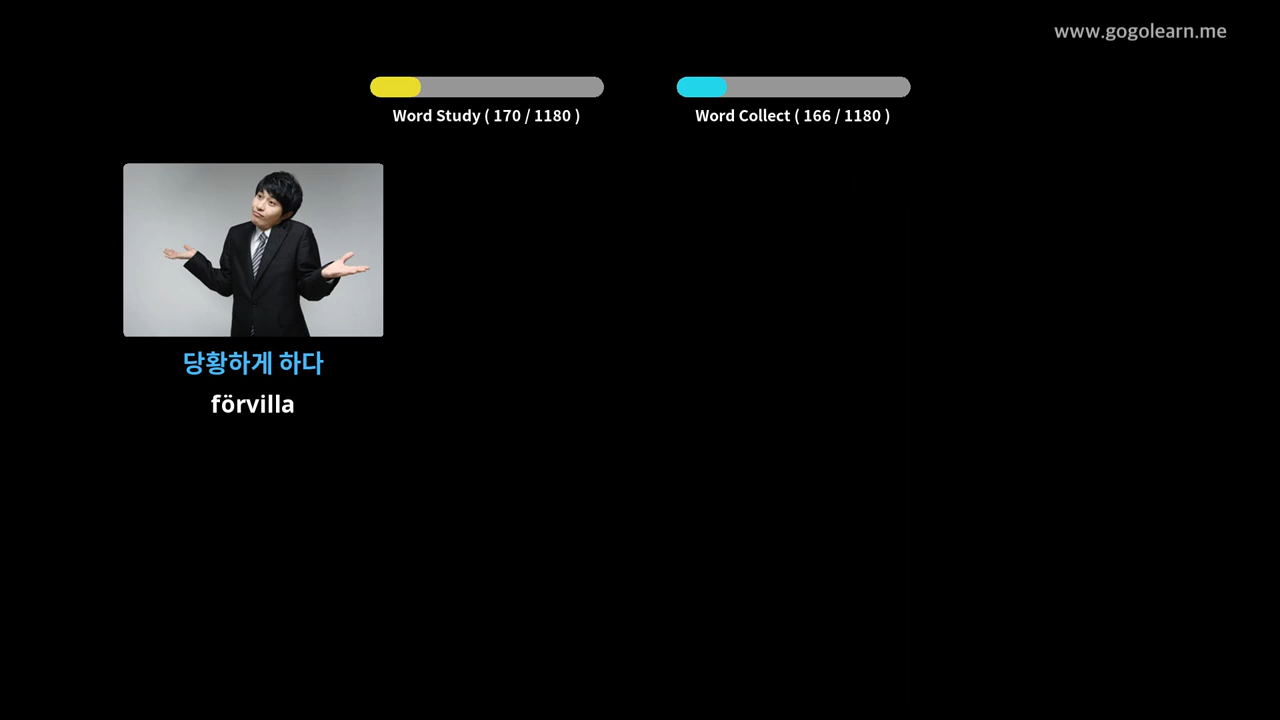 www.gogolearn.me
Word Study ( 170 / 1180 )
Word Collect ( 166 / 1180 )
당황하게 하다
förvilla